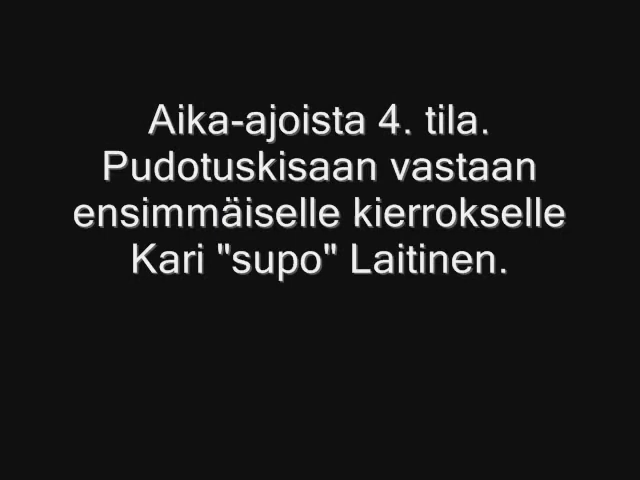 Aika-ajoista 4. tila.
Pudotuskisaan vastaan
ensimmäiselle kierrokselle
Kari "supo" Laitinen.